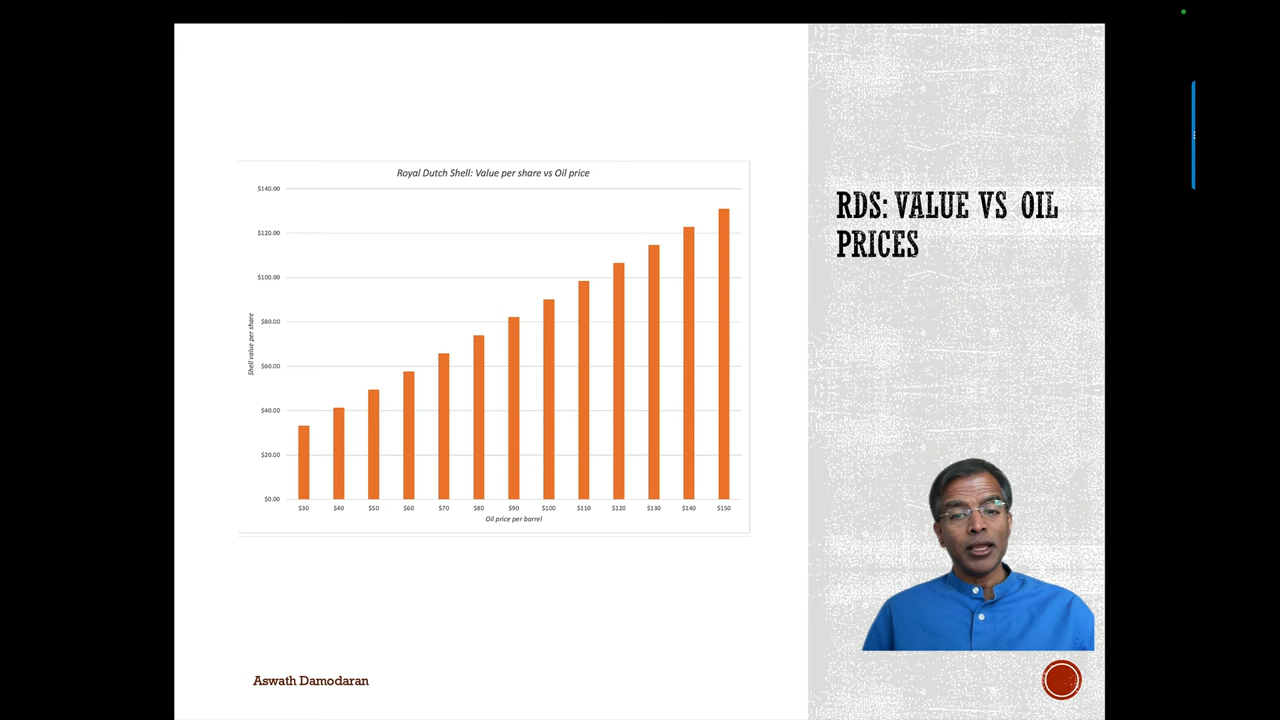 Royal Dutch Shell: Value per share vs Oil price
$140.00
$120.00
$100.00
$80.00
$60.00
$40.00
$20.00
$0.00
Shell value per share
$30 $40 $50 $60 $70 $80 $90 $100 $110 $120 $130 $140 $150
Oil price per barrel
RDS: VALUE VS OIL
PRICES
Aswath Damodaran